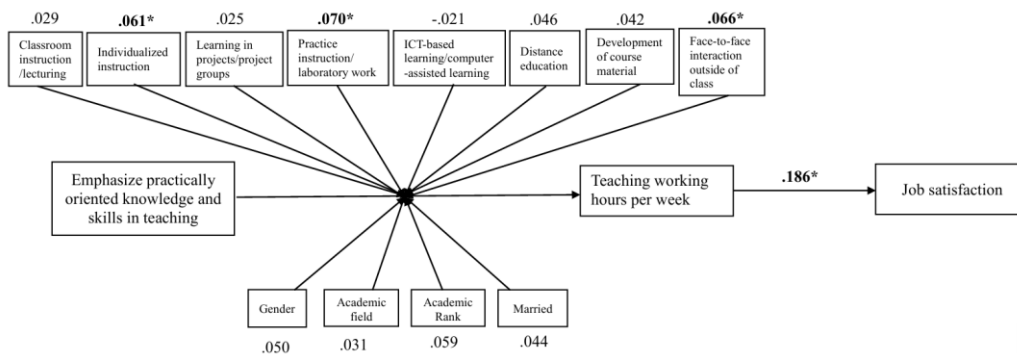 .029
.061*
.025
.070*
-.021
.046
.042
.066*
Classroom
instruction
/lecturing
Individualized
instruction
Learning in
projects/project
groups
Practice
instruction/
laboratory work
ICT-based
learning/computer
-assisted learning
Distance
education
Development of
course
material
Face-to-face
interaction
outside of
class
Emphasize practically
oriented knowledge and
skills in teaching
Teaching working
hours per week
.186*
Job satisfaction
Gender
Academic
field
Academic
Rank
Married
.050
.031
.059
.044